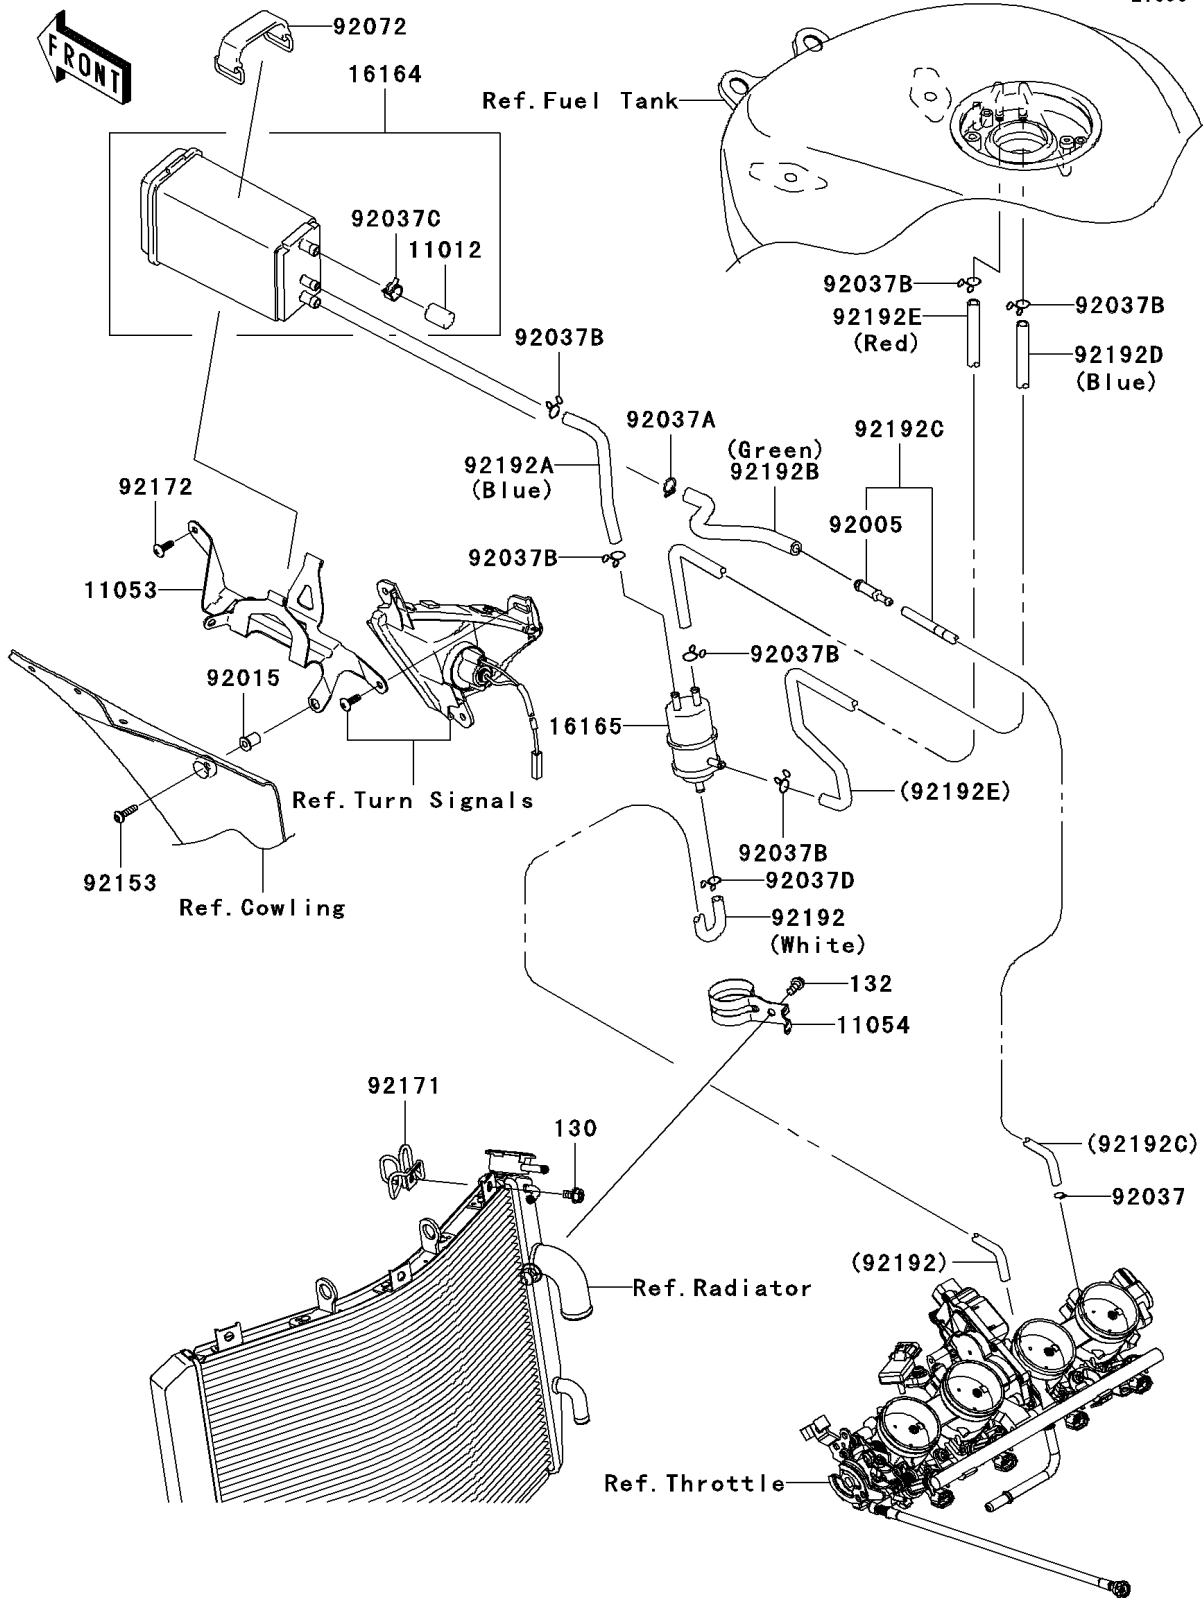 FRONT
92072
16164
Ref.Fuel Tank
92037C
11012
92037B
92037B
92192E
(Red)
92037B
92192D
(Blue)
92037A
92192C
(Green)
92192B
92192A
(Blue)
92172
92005
92037B
11053
92037B
92015
16165
(92192E)
Ref.Turn Signals
92037B
92037D
92153
Ref.Cowling
92192
(White)
132
11054
92171
130
(92192C)
92037
(92192)
Ref.Radiator
Ref.Throttle